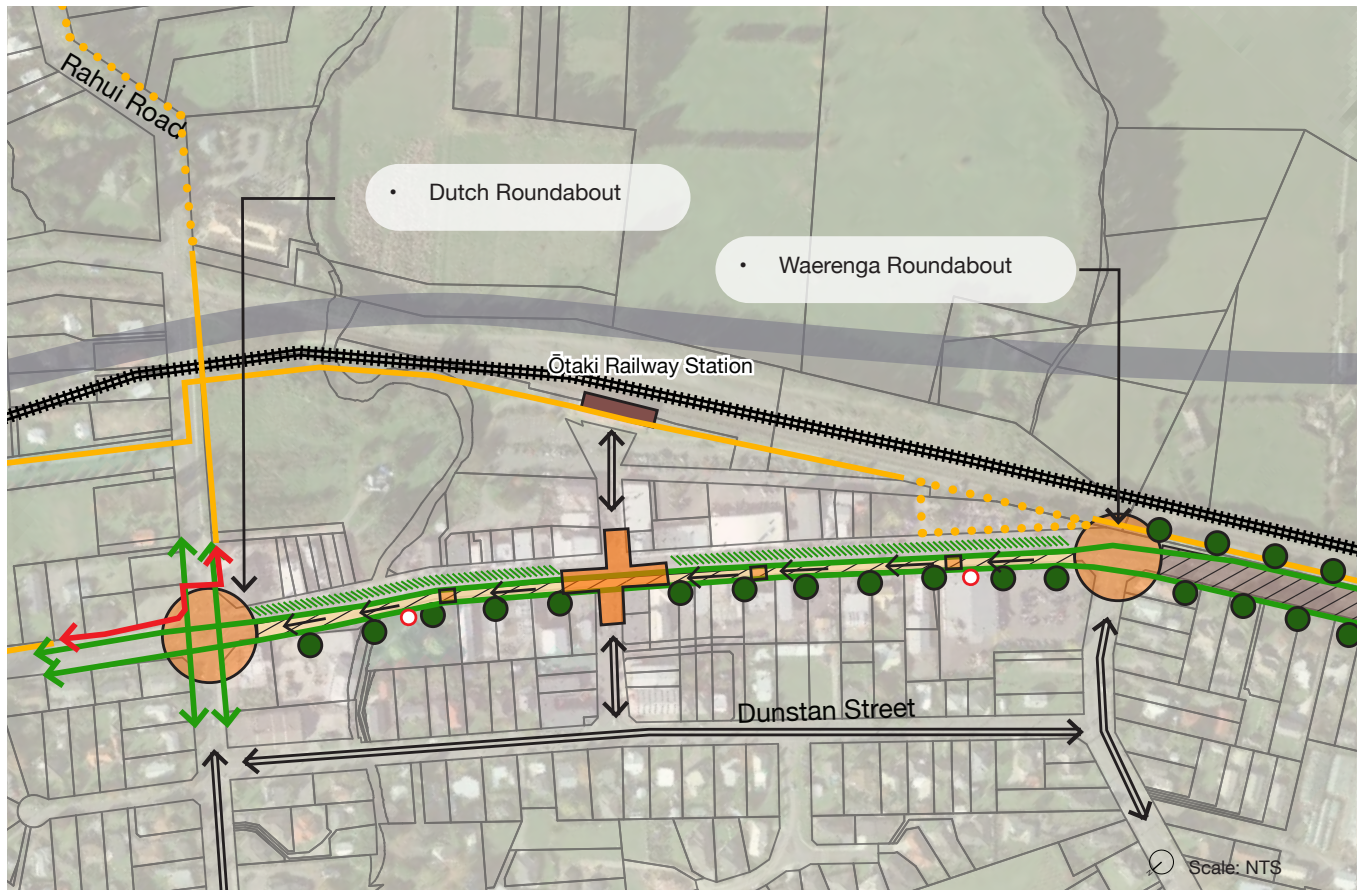 Rahui Road
• Dutch Roundabout
• Waerenga Roundabout
Ōtaki Railway Station
Dunstan Street
Scale: NTS